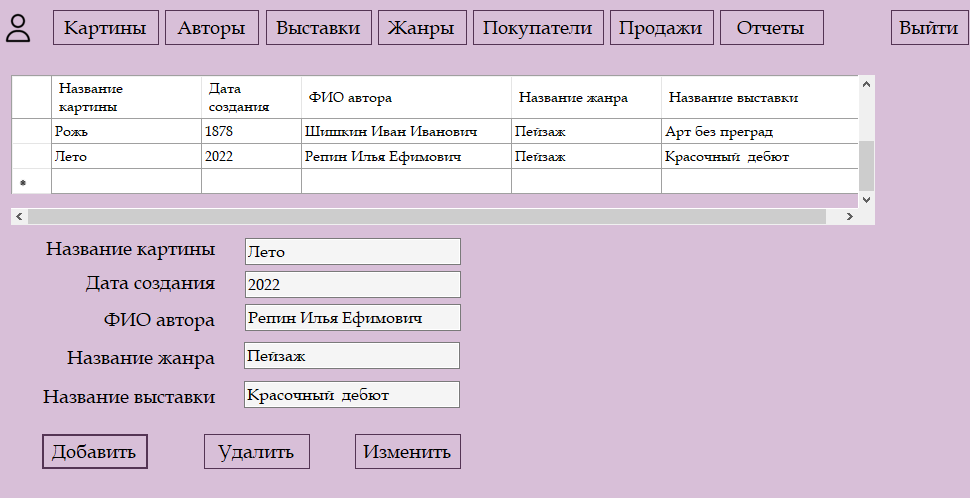 Картины Авторы Выставки Жанры Покупатели Продажи Отчеты Выйти
Название картины Дата создания ФИО автора Название жанра Название выставки
Рожь 1878 Шишкин Иван Иванович Пейзаж Арт без преград
Лето 2022 Репин Илья Ефимович Пейзаж Красочный дебют
*
Название картины Лето
Дата создания 2022
ФИО автора Репин Илья Ефимович
Название жанра Пейзаж
Название выставки Красочный дебют
Добавить Удалить Изменить